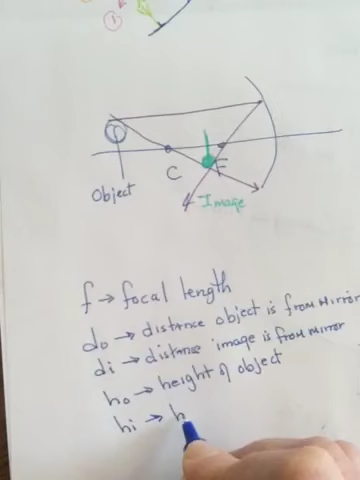 1
C
F
Object
Image
f → focal length
do → distance object is from Mirror
di → distance image is from mirror
ho → height of object
hi → h